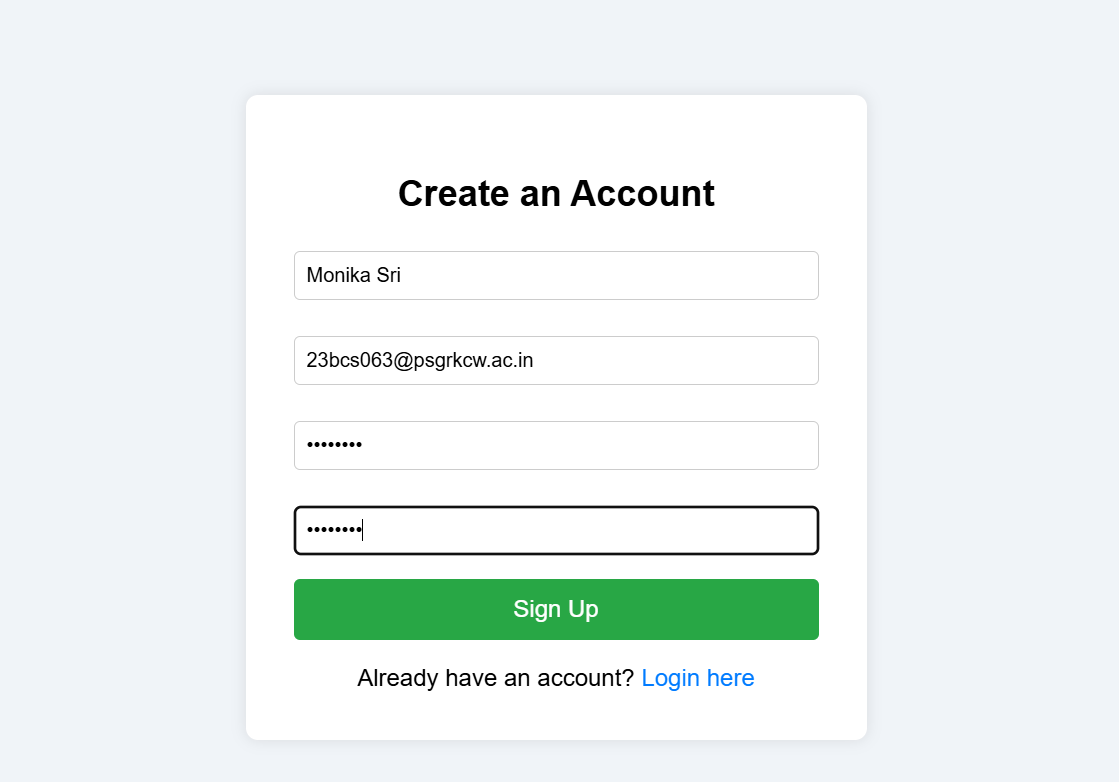 Create an Account
Monika Sri
23bcs063@psgrkcw.ac.in
••••••••
••••••••
Sign Up
Already have an account? Login here